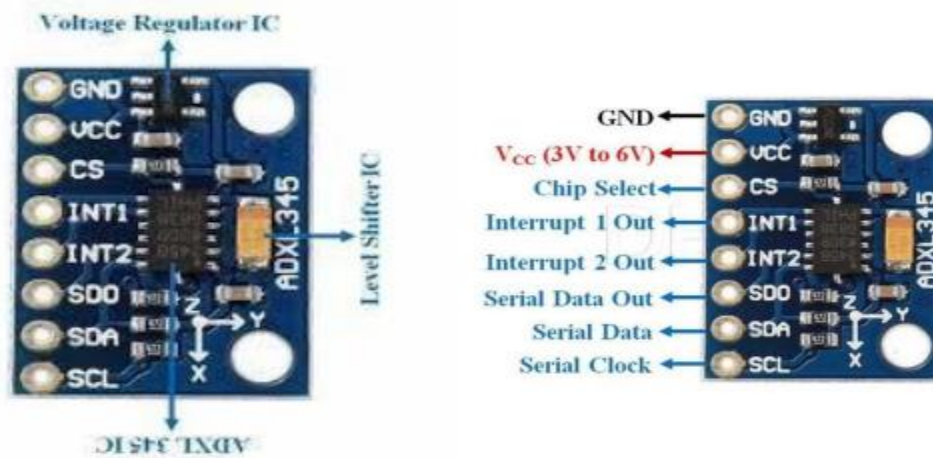 Voltage Regulator IC
GND
VCC
CS
INT1
INT2
SDO
SDA
SCL
ADXL345
Z
Y
X
Level Shifter IC
ADXL 345 IC
GND
VCC (3V to 6V)
Chip Select
Interrupt 1 Out
Interrupt 2 Out
Serial Data Out
Serial Data
Serial Clock
GND
VCC
CS
INT1
INT2
SDO
SDA
SCL
ADXL345
Z
Y
X